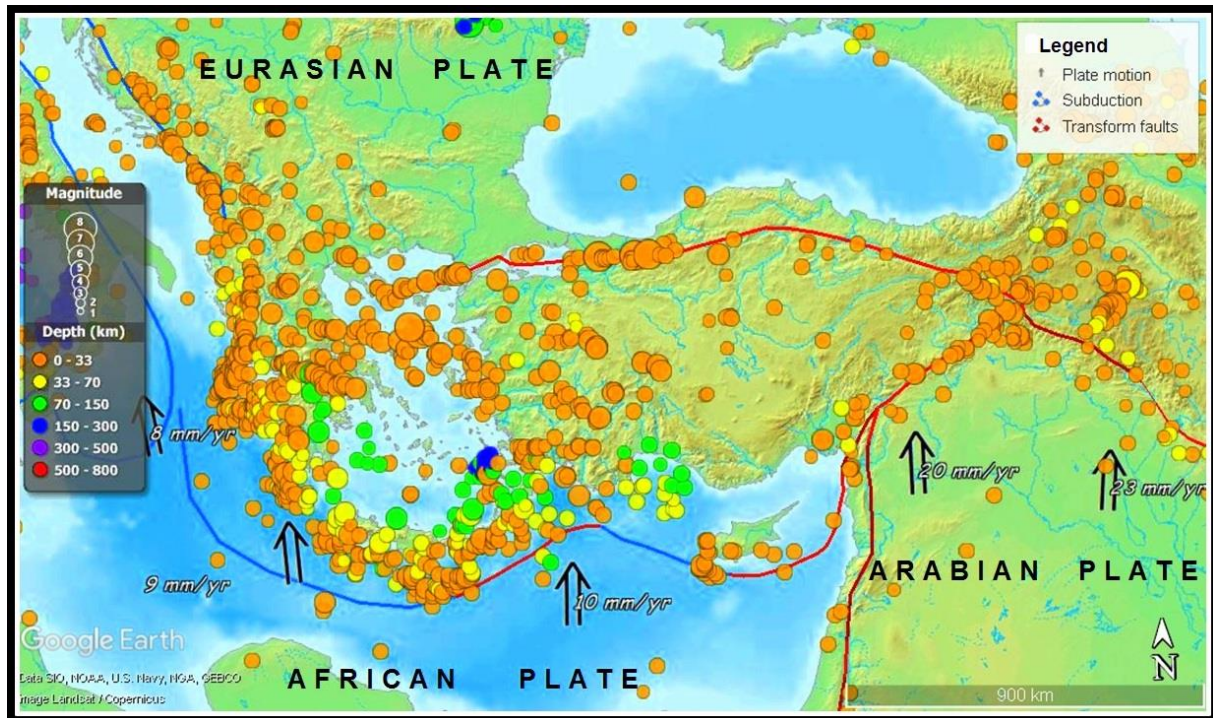 EURASIAN PLATE
Legend
Plate motion
Subduction
Transform faults
Magnitude
8
7
6
5
4
3
2
1
Depth (km)
0 - 33
33 - 70
70 - 150
150 - 300
300 - 500
500 - 800
8 mm/yr
20 mm/yr
23 mm/yr
9 mm/yr
10 mm/yr
ARABIAN PLATE
AFRICAN PLATE
Google Earth
Data SIO, NOAA, U.S. Navy, NGA, GEBCO
Image Landsat / Copernicus
N
900 km